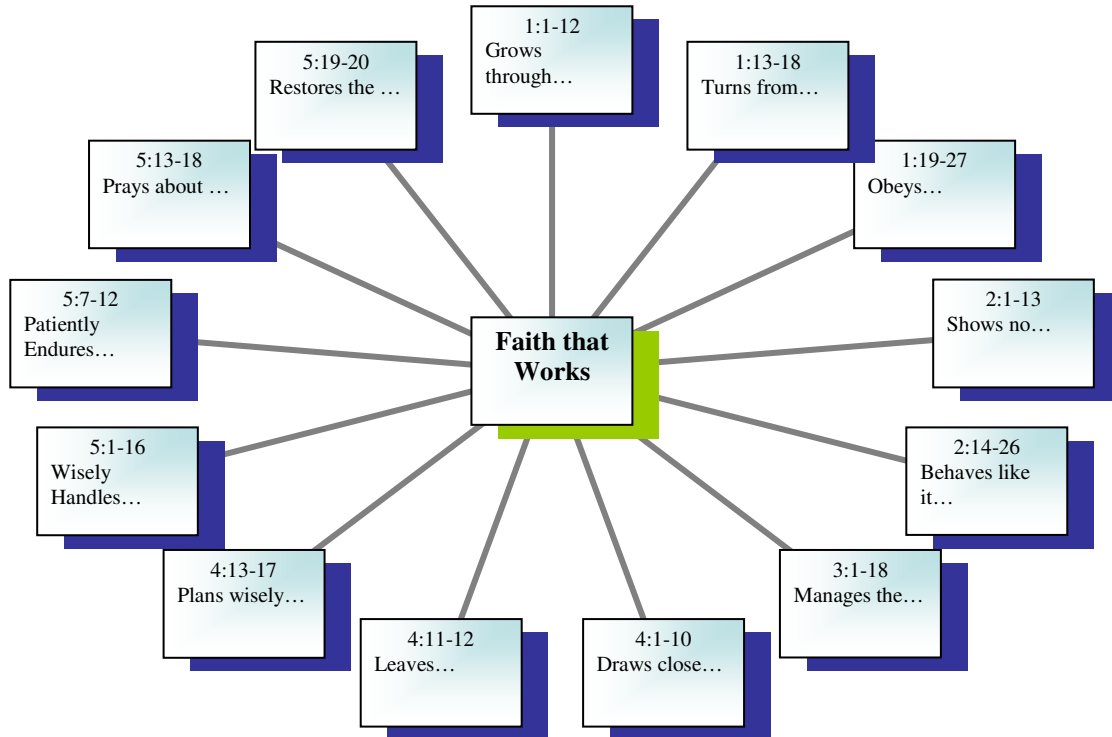 1:1-12
Grows
through…
1:13-18
Turns from…
1:19-27
Obeys…
2:1-13
Shows no…
2:14-26
Behaves like
it…
3:1-18
Manages the…
4:1-10
Draws close…
4:11-12
Leaves…
4:13-17
Plans wisely…
5:1-16
Wisely
Handles…
5:7-12
Patiently
Endures…
5:13-18
Prays about …
5:19-20
Restores the …
Faith that
Works